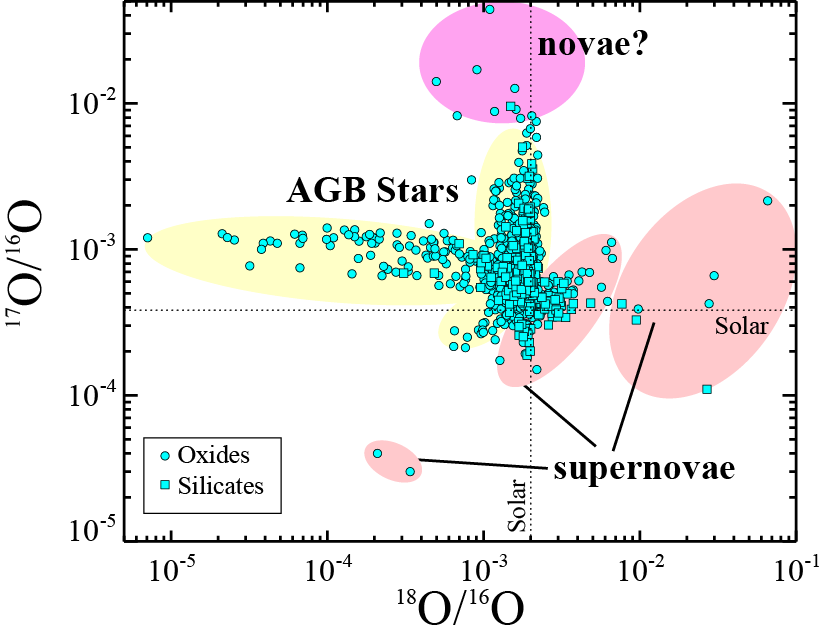 novae?
10-2
AGB Stars
10-3
17O/16O
Solar
10-4
Oxides
Silicates
supernovae
Solar
10-5
10-5 10-4 10-3 10-2 10-1
18O/16O